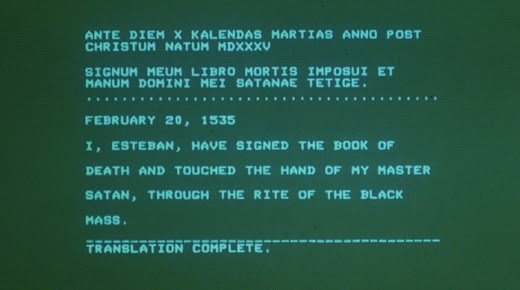 ANTE DIEM X KALENDAS MARTIAS ANNO POST
CHRISTUM NATUM MDXXXV
SIGNUM MEUM LIBRO MORTIS IMPOSUI ET
MANUM DOMINI MEI SATANAE TETIGE.
FEBRUARY 20, 1535
I, ESTEBAN, HAVE SIGNED THE BOOK OF
DEATH AND TOUCHED THE HAND OF MY MASTER
SATAN, THROUGH THE RITE OF THE BLACK
MASS.
TRANSLATION COMPLETE.